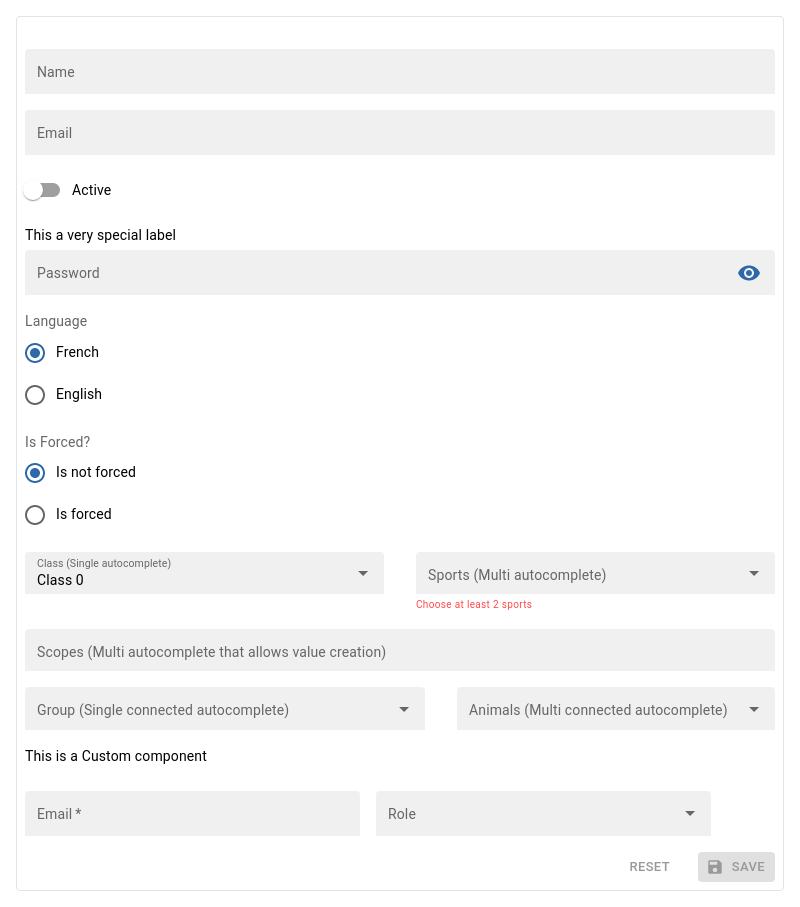 Name
Email
Active
This a very special label
Password
Language
French
English
Is Forced?
Is not forced
Is forced
Class (Single autocomplete)
Class 0
Sports (Multi autocomplete)
Choose at least 2 sports
Scopes (Multi autocomplete that allows value creation)
Group (Single connected autocomplete)
Animals (Multi connected autocomplete)
This is a Custom component
Email *
Role
RESET
SAVE